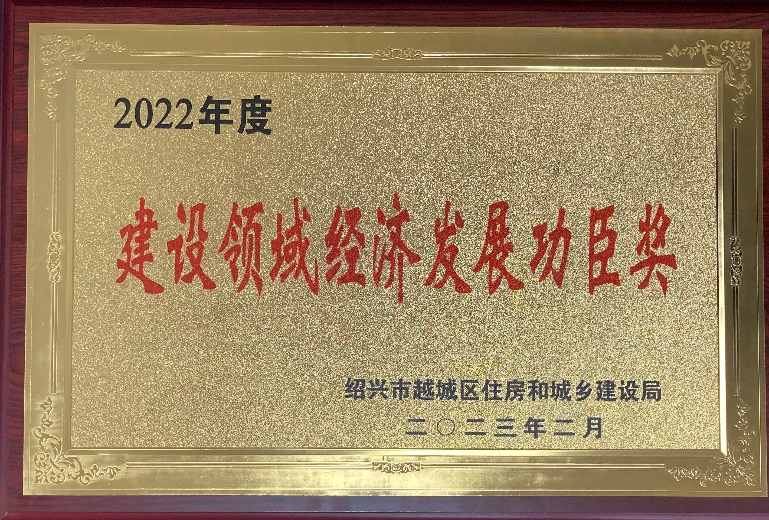 2022年度
建设领域经济发展功臣奖
绍兴市越城区住房和城乡建设局
二〇二三年二月